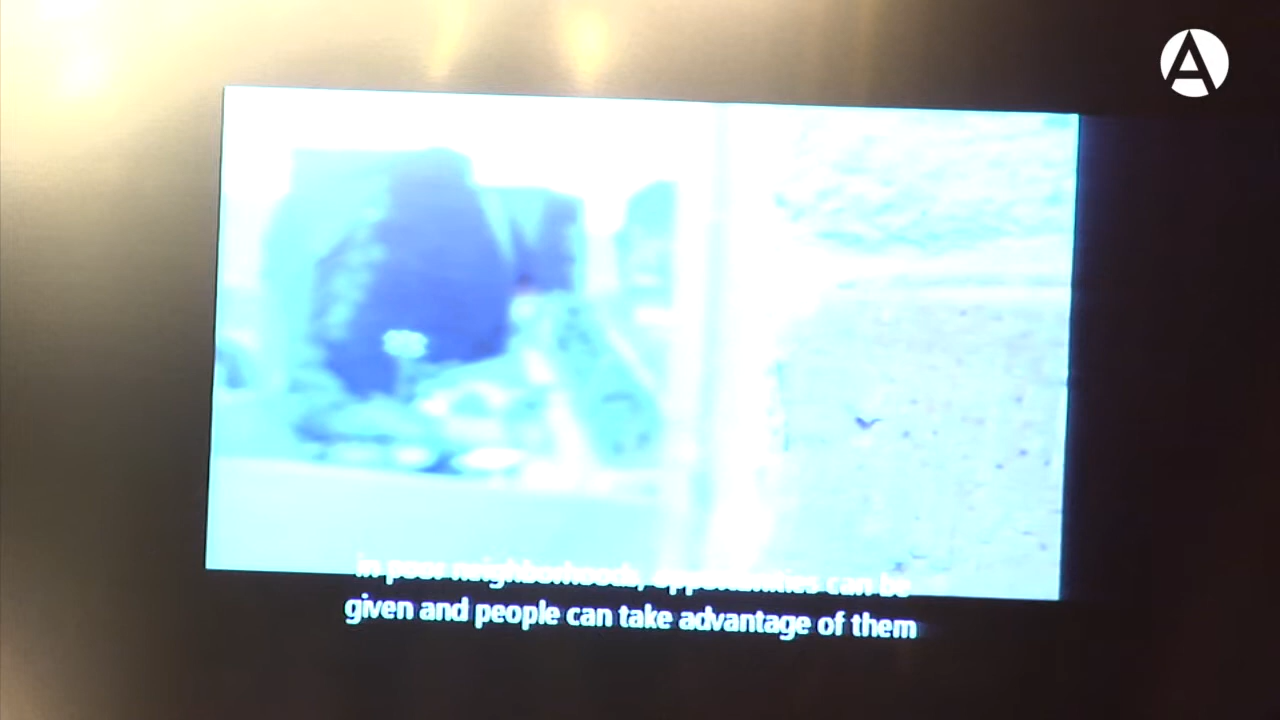 A
in poor neighborhoods, opportunities can be
given and people can take advantage of them